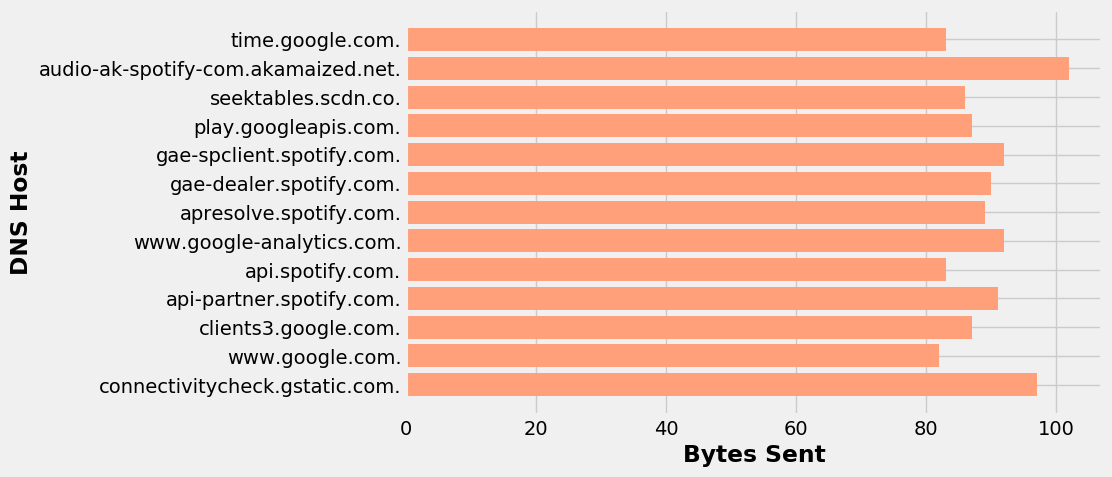 time.google.com.
audio-ak-spotify-com.akamaized.net.
seektables.scdn.co.
play.googleapis.com.
gae-spclient.spotify.com.
gae-dealer.spotify.com.
apresolve.spotify.com.
www.google-analytics.com.
api.spotify.com.
api-partner.spotify.com.
clients3.google.com.
www.google.com.
connectivitycheck.gstatic.com.
DNS Host
0 20 40 60 80 100
Bytes Sent